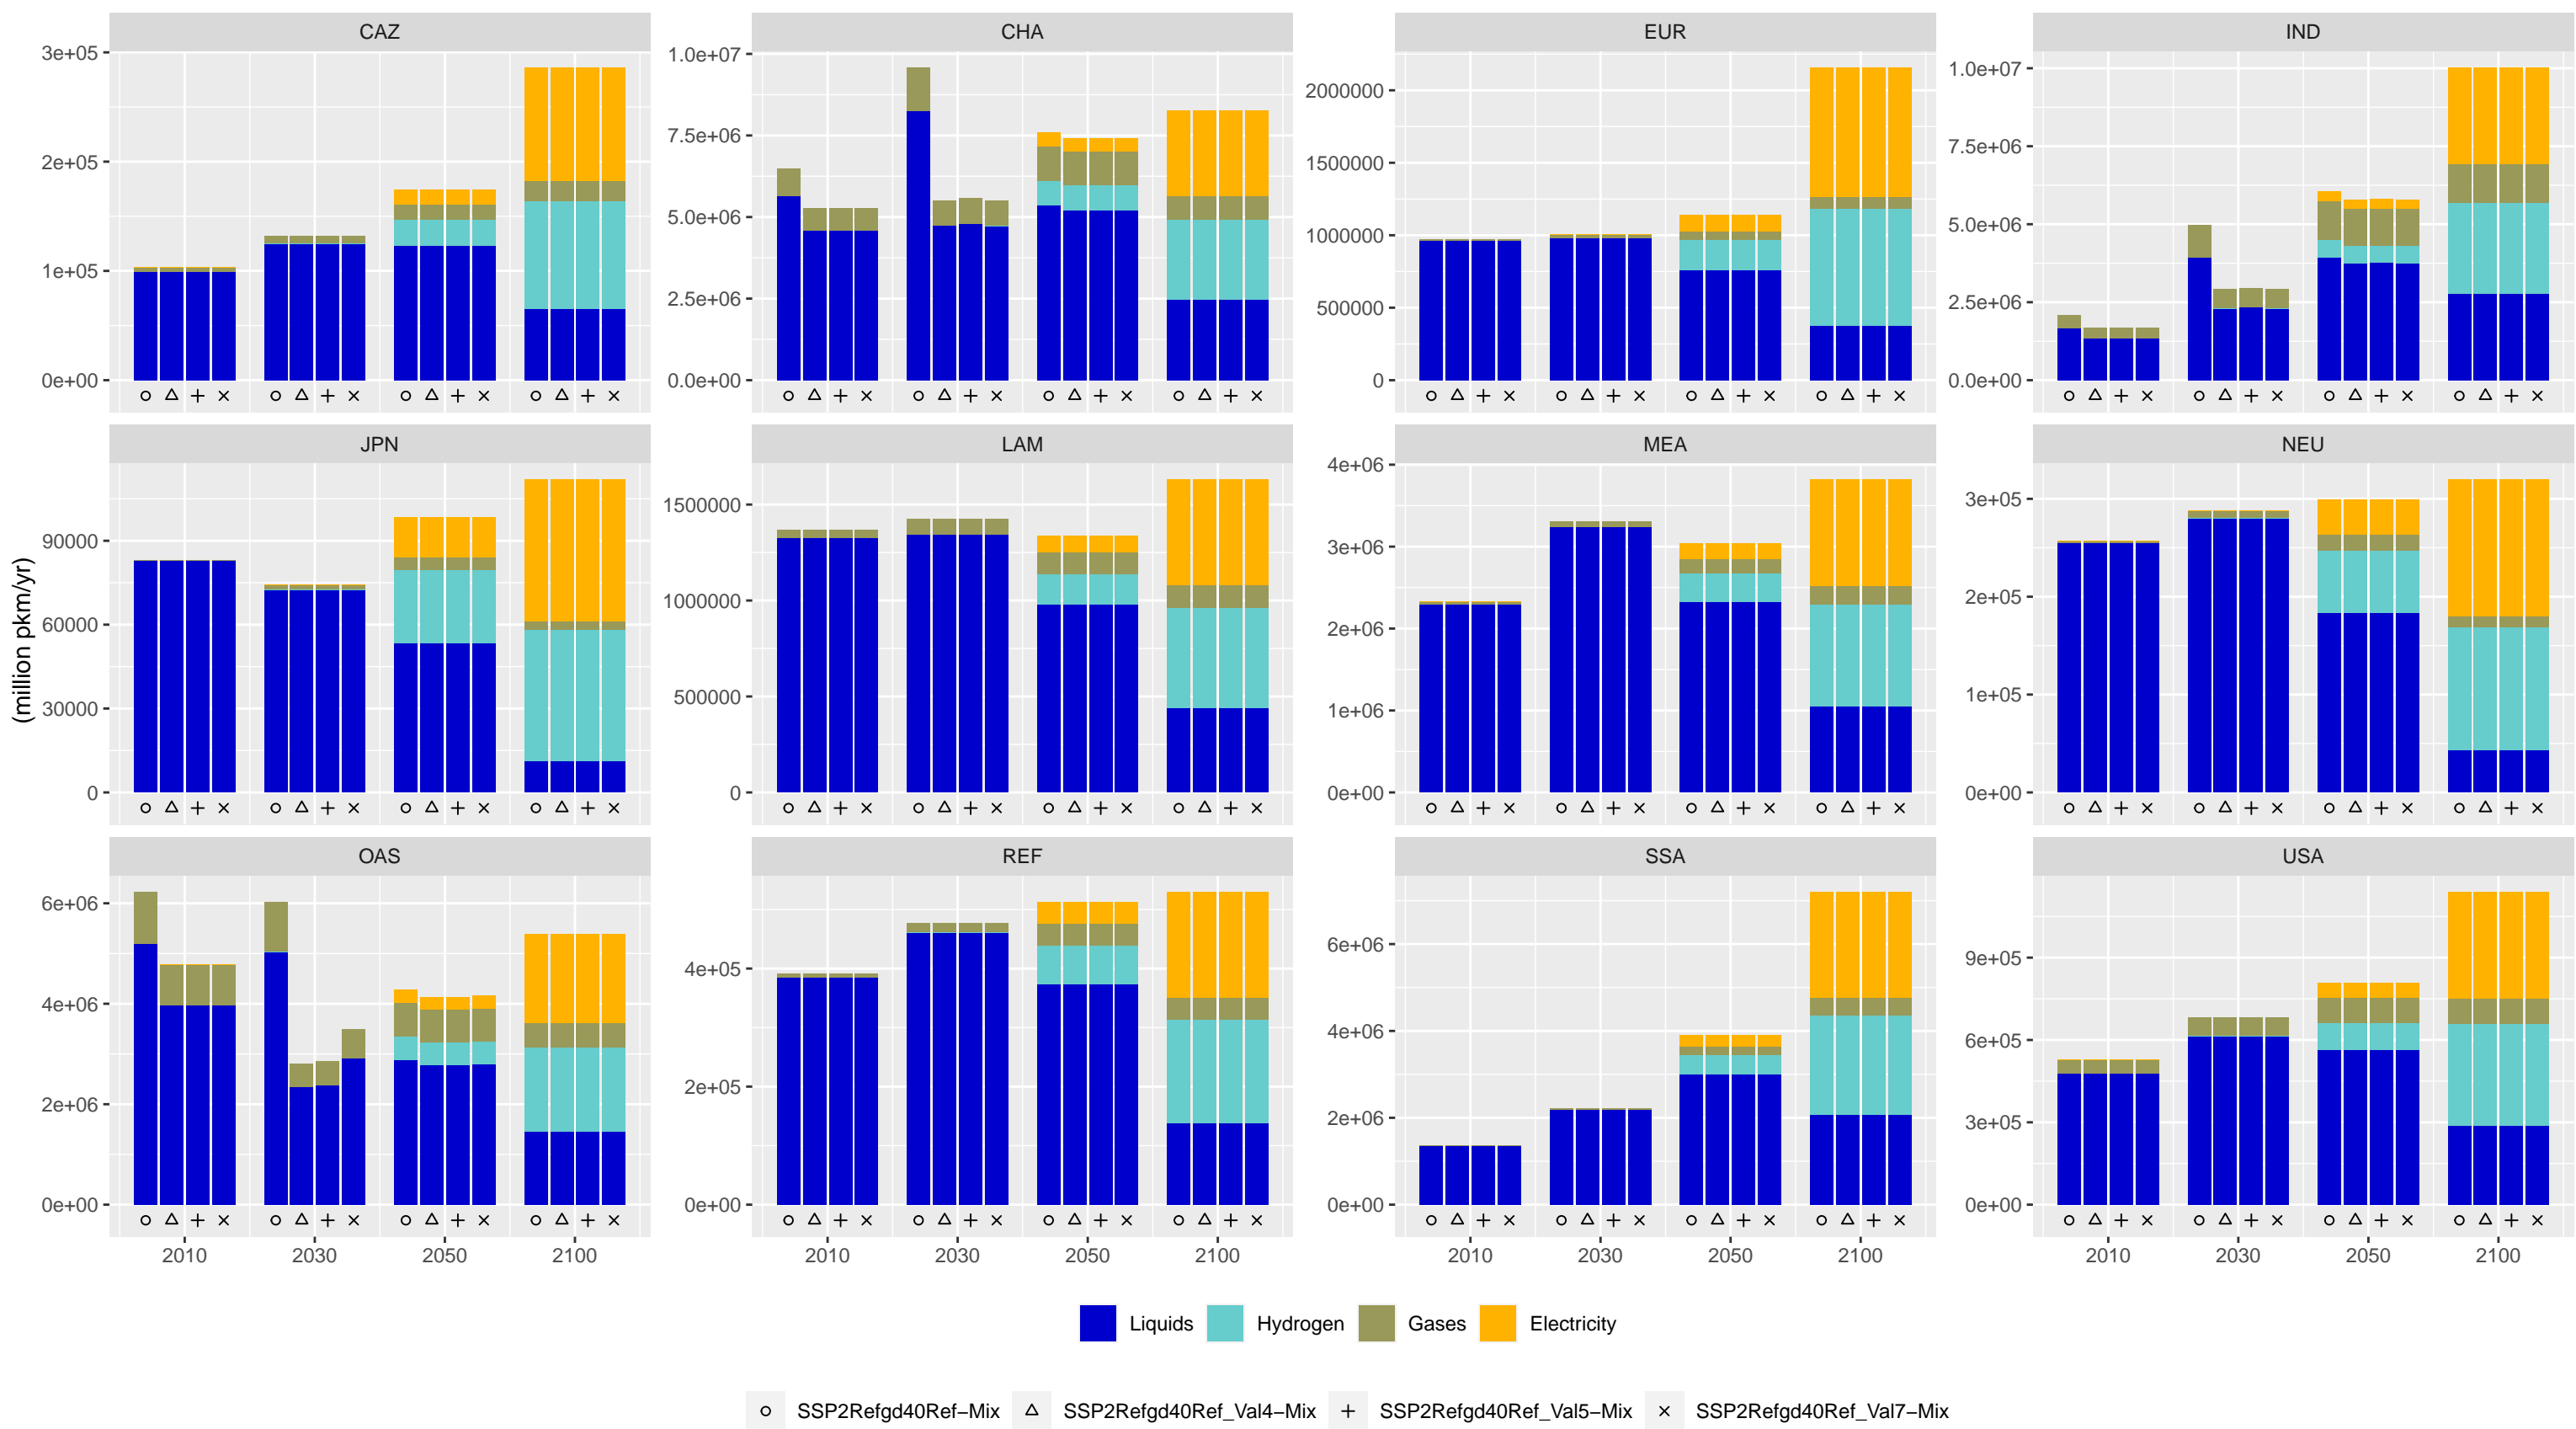 CAZ CHA EUR IND
3e+05
2e+05
1e+05
0e+00
1.0e+07
7.5e+06
5.0e+06
2.5e+06
0.0e+00
2000000
1500000
1000000
500000
0
1.0e+07
7.5e+06
5.0e+06
2.5e+06
0.0e+00
(million pkm/yr)
JPN LAM MEA NEU
90000
60000
30000
0
1500000
1000000
500000
0
4e+06
3e+06
2e+06
1e+06
0e+00
3e+05
2e+05
1e+05
0e+00
OAS REF SSA USA
6e+06
4e+06
2e+06
0e+00
4e+05
2e+05
0e+00
6e+06
4e+06
2e+06
0e+00
9e+05
6e+05
3e+05
0e+00
2010 2030 2050 2100 2010 2030 2050 2100 2010 2030 2050 2100 2010 2030 2050 2100
Liquids Hydrogen Gases Electricity
SSP2Refgd40Ref−Mix SSP2Refgd40Ref_Val4−Mix SSP2Refgd40Ref_Val5−Mix SSP2Refgd40Ref_Val7−Mix